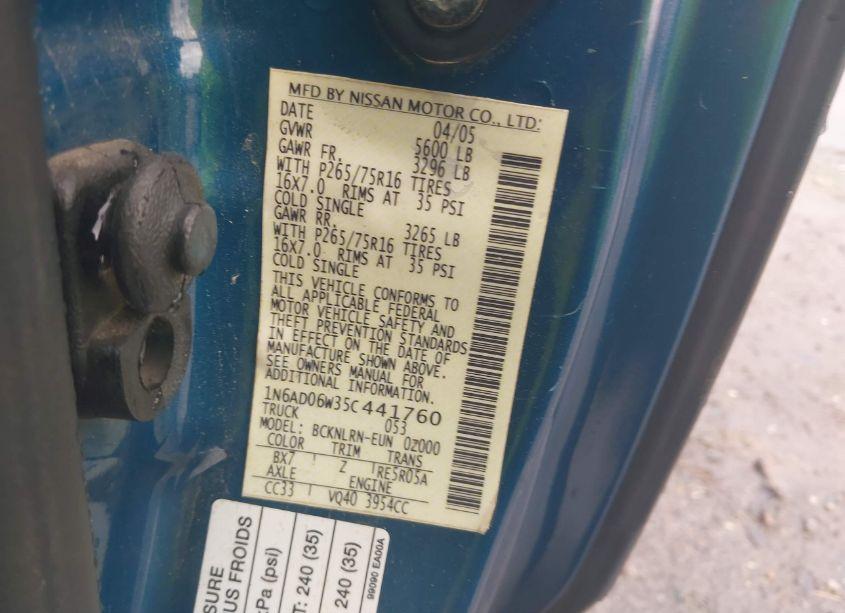 MFD BY NISSAN MOTOR CO., LTD:
DATE 04/05
GVWR 5600 LB
GAWR FR. 3296 LB
WITH P265/75R16 TIRES
16X7.0 RIMS AT 35 PSI
COLD SINGLE
GAWR RR. 3265 LB
WITH P265/75R16 TIRES
16X7.0 RIMS AT 35 PSI
COLD SINGLE
THIS VEHICLE CONFORMS TO
ALL APPLICABLE FEDERAL
MOTOR VEHICLE SAFETY AND
THEFT PREVENTION STANDARDS
IN EFFECT ON THE DATE OF
MANUFACTURE SHOWN ABOVE.
SEE OWNERS MANUAL FOR
ADDITIONAL INFORMATION.
1N6AD06W35C441760
TRUCK 053
MODEL: BCKNLRN-EUN 0Z000
COLOR TRIM TRANS
BX7 Z RE5R05A
AXLE ENGINE
CC33 VQ40 3954CC
SURE
US FROIDS
Pa (psi)
T: 240 (35)
240 (35)
99090 EA00A